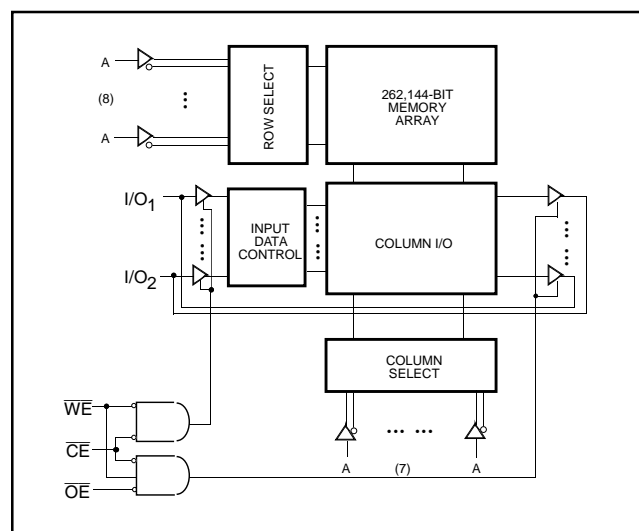 A
(8)
A
ROW SELECT
262,144-BIT
MEMORY
ARRAY
I/O1
I/O2
INPUT
DATA
CONTROL
COLUMN I/O
COLUMN
SELECT
WE
CE
OE
A
(7)
A